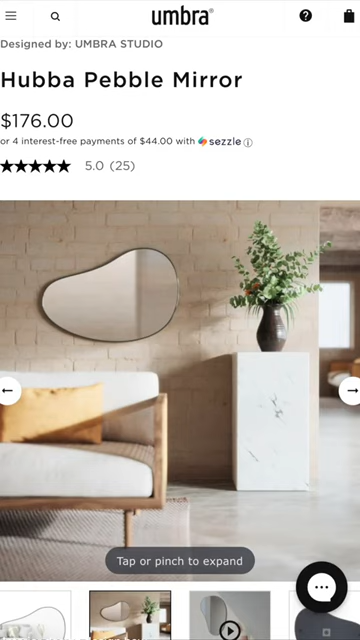 umbra®
Designed by: UMBRA STUDIO
Hubba Pebble Mirror
$176.00
or 4 interest-free payments of $44.00 with sezzle
5.0 (25)
Tap or pinch to expand